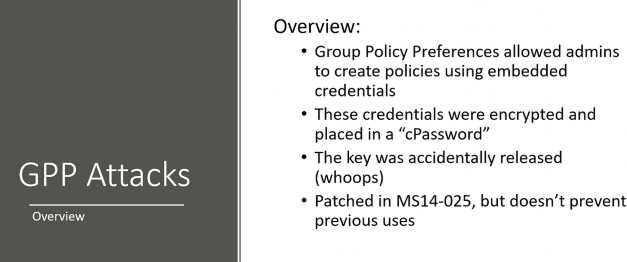 GPP Attacks
Overview
Overview:
• Group Policy Preferences allowed admins
to create policies using embedded
credentials
• These credentials were encrypted and
placed in a “cPassword”
• The key was accidentally released
(whoops)
• Patched in MS14-025, but doesn’t prevent
previous uses